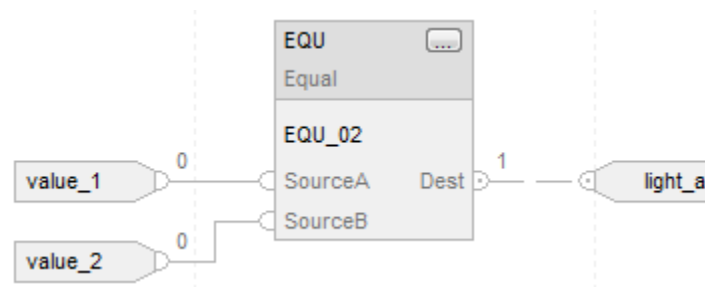 EQU ...
Equal
EQU_02
0
value_1
SourceA Dest
1
light_a
SourceB
0
value_2